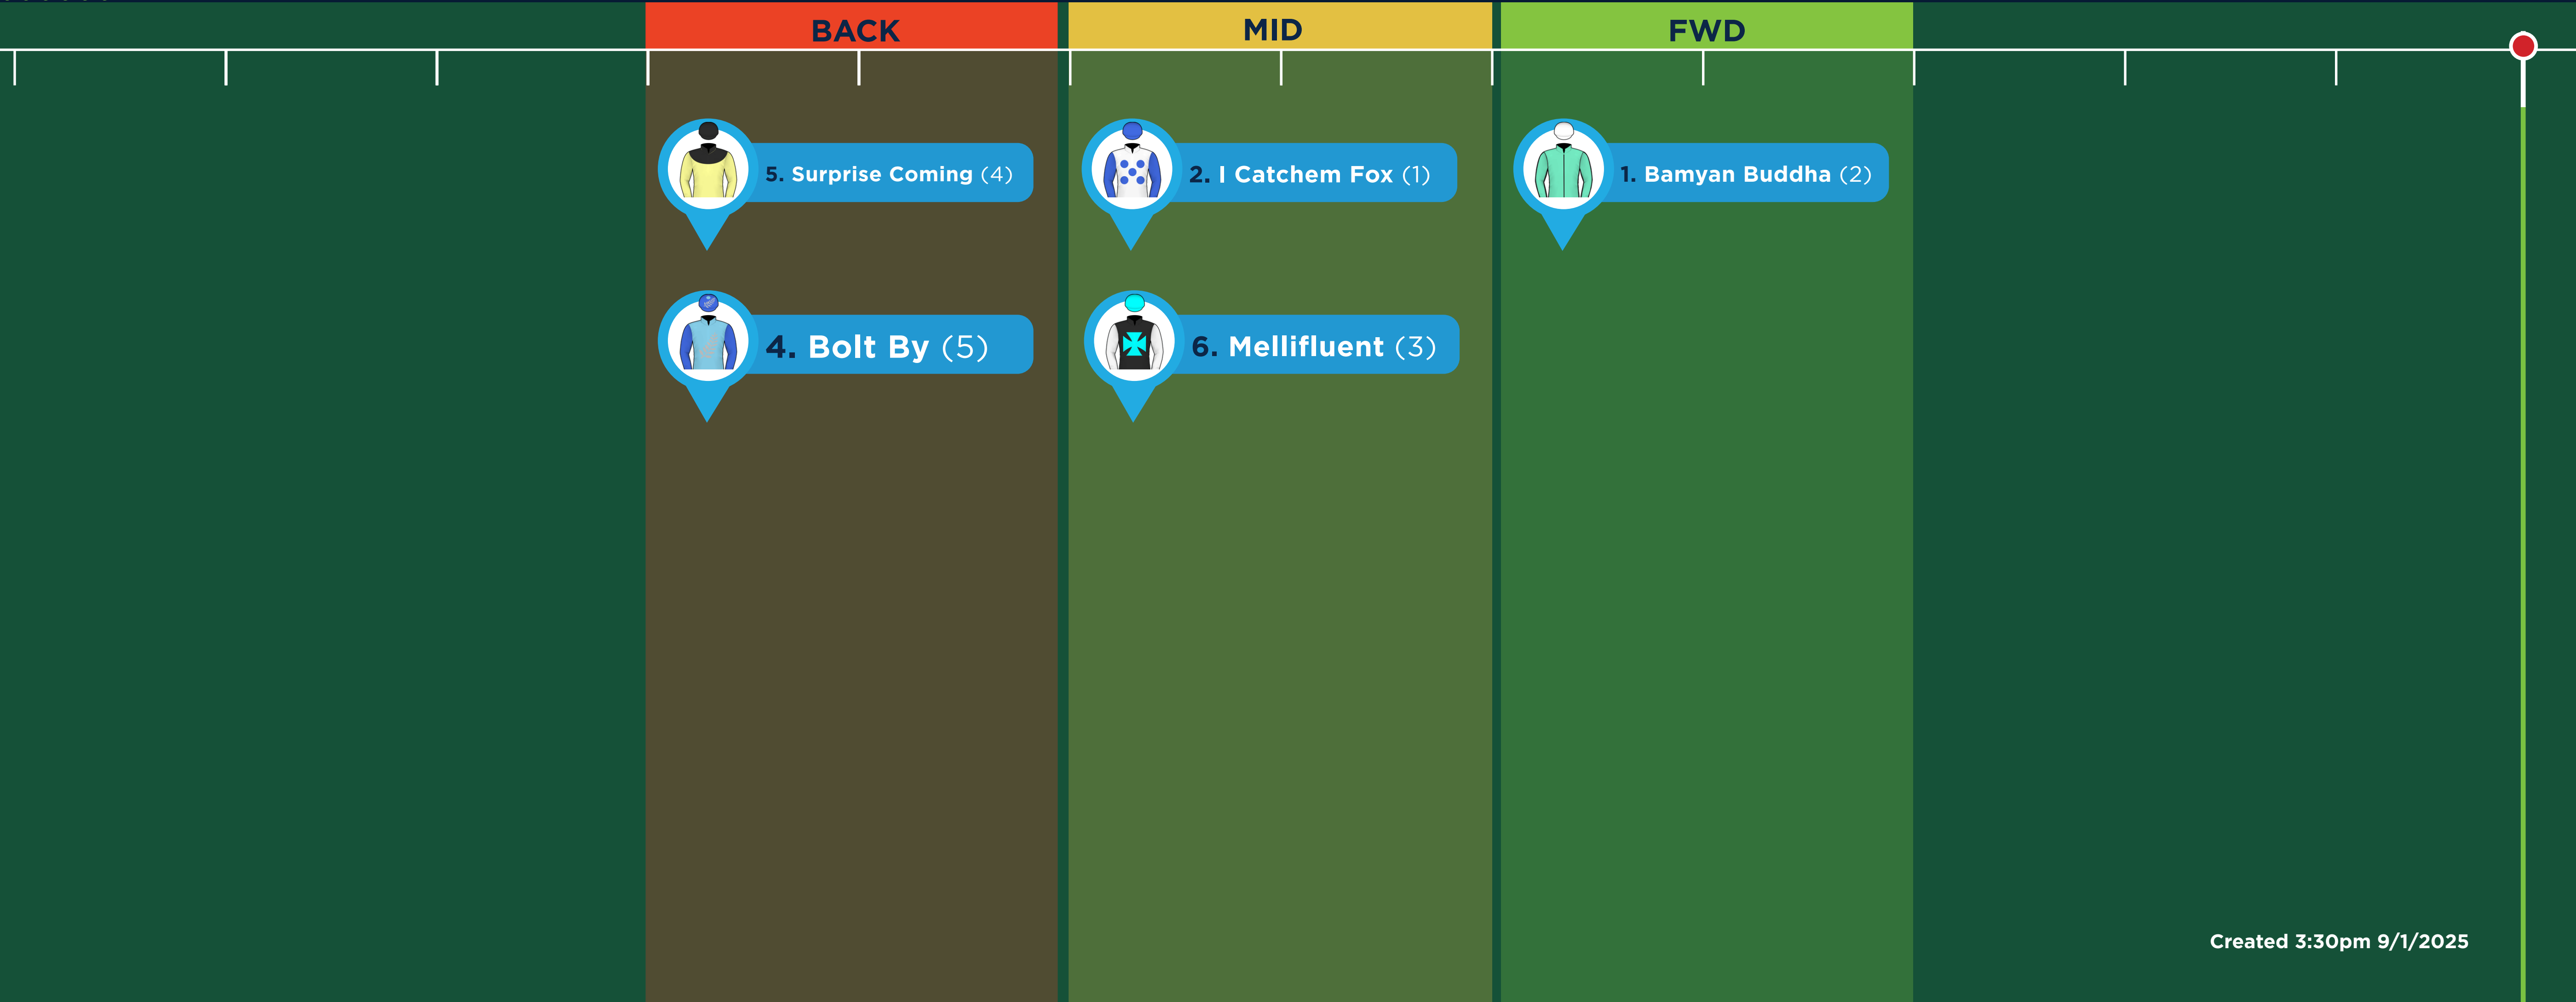 BACK
MID
FWD
5. Surprise Coming (4)
2. I Catchem Fox (1)
1. Bamyan Buddha (2)
4. Bolt By (5)
6. Mellifluent (3)
Created 3:30pm 9/1/2025